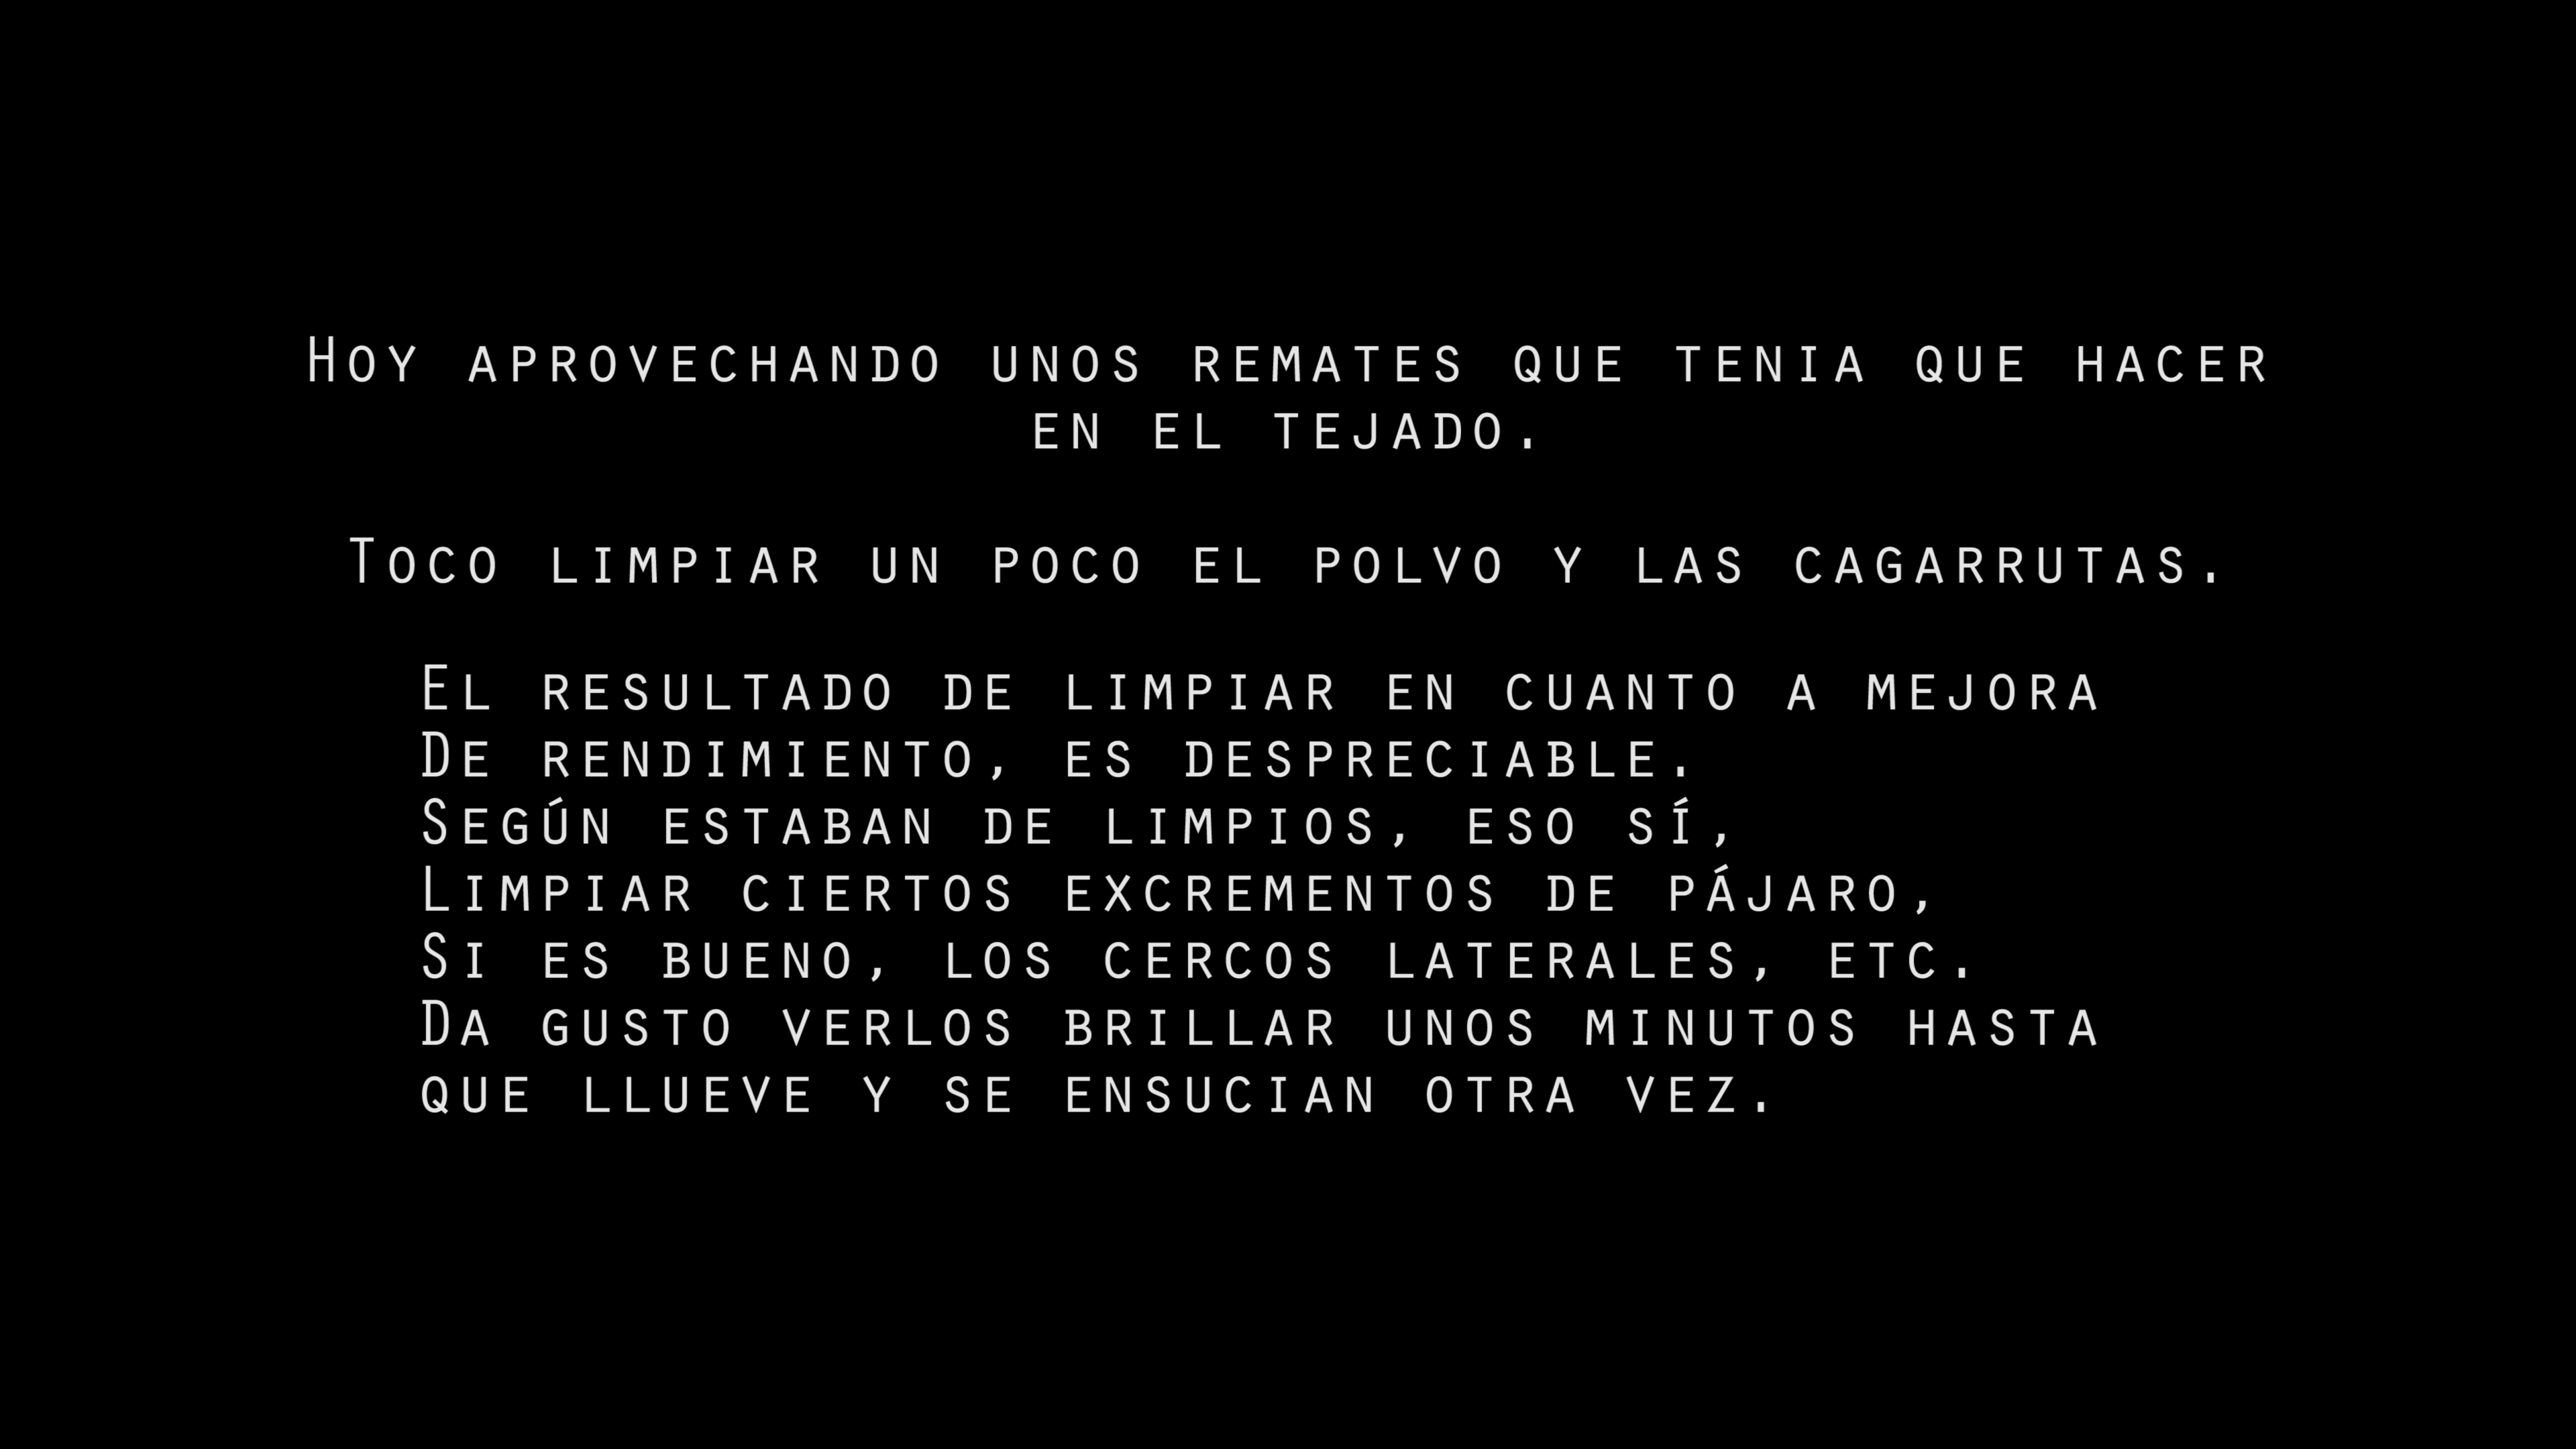 Hoy aprovechando unos remates que tenia que hacer
en el tejado.
Toco limpiar un poco el polvo y las cagarrutas.
El resultado de limpiar en cuanto a mejora
De rendimiento, es despreciable.
Según estaban de limpios, eso sí,
Limpiar ciertos excrementos de pájaro,
Si es bueno, los cercos laterales, etc.
Da gusto verlos brillar unos minutos hasta
que llueve y se ensucian otra vez.